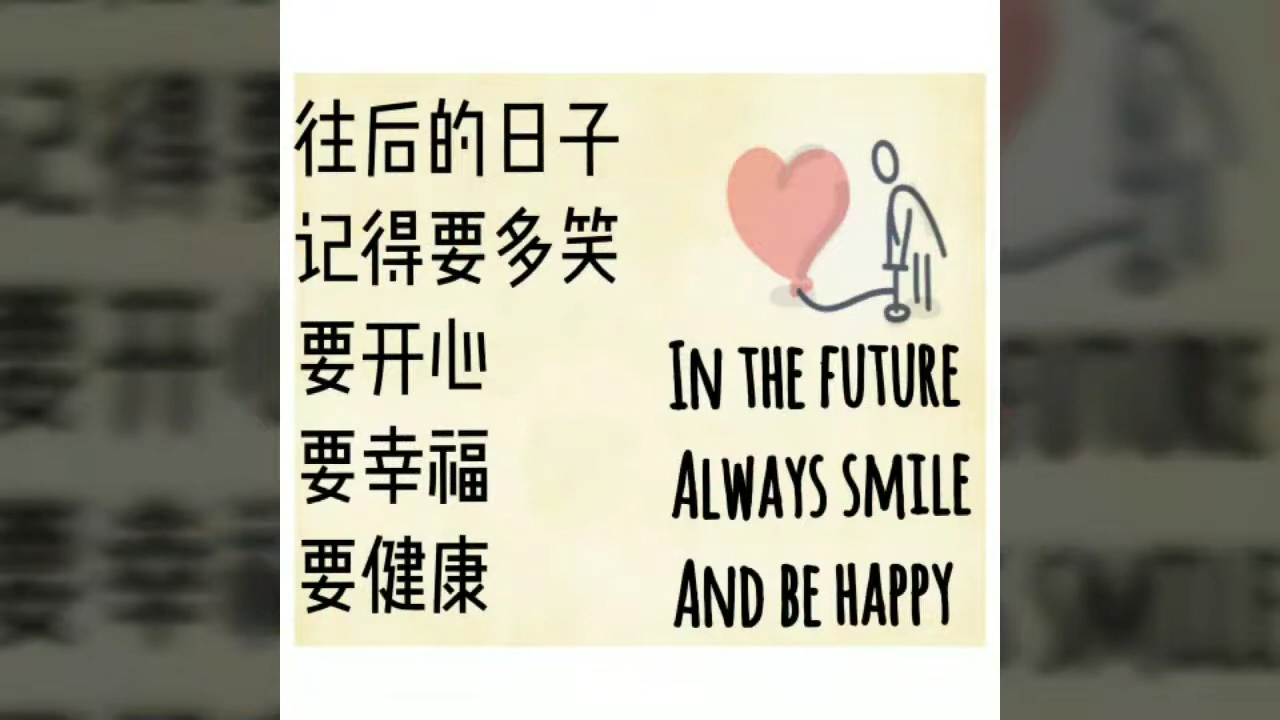 往后的日子
记得要多笑
要开心
要幸福
要健康
IN THE FUTURE
ALWAYS SMILE
AND BE HAPPY